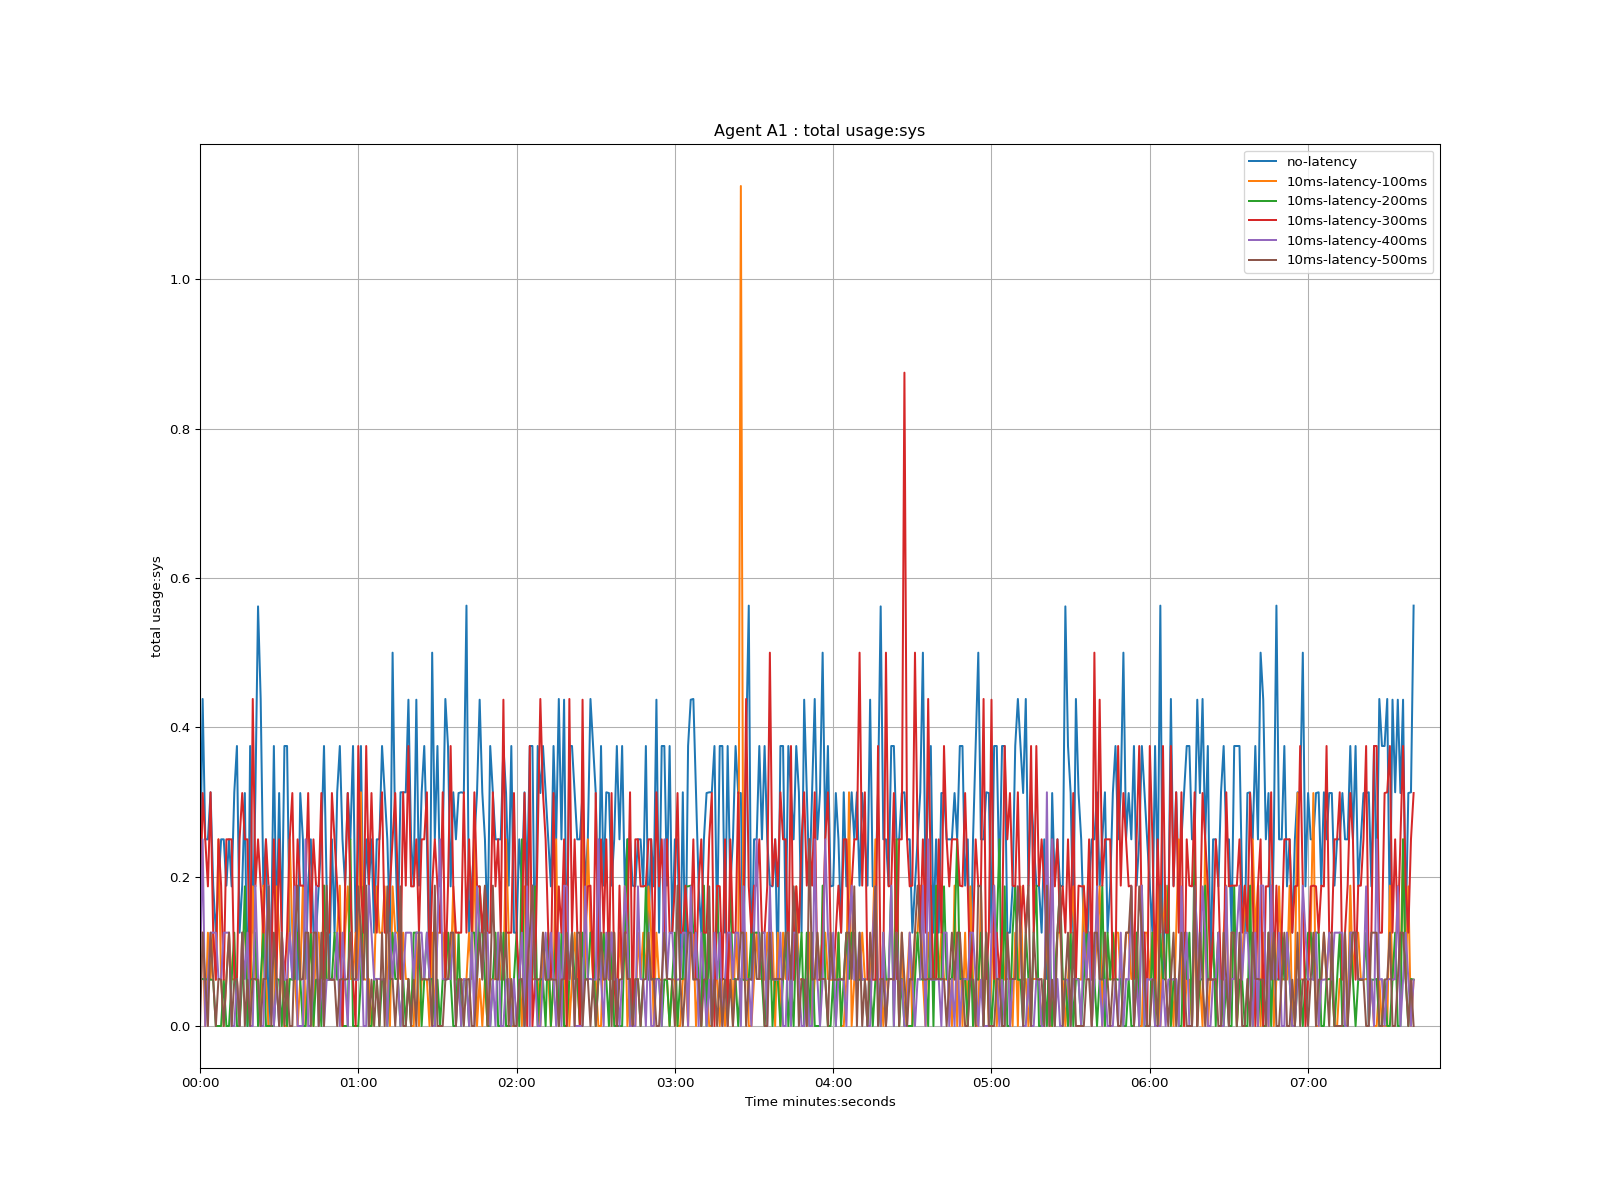 Agent A1 : total usage:sys
no-latency
10ms-latency-100ms
10ms-latency-200ms
10ms-latency-300ms
10ms-latency-400ms
10ms-latency-500ms
total usage:sys
1.0
0.8
0.6
0.4
0.2
0.0
00:00 01:00 02:00 03:00 04:00 05:00 06:00 07:00
Time minutes:seconds